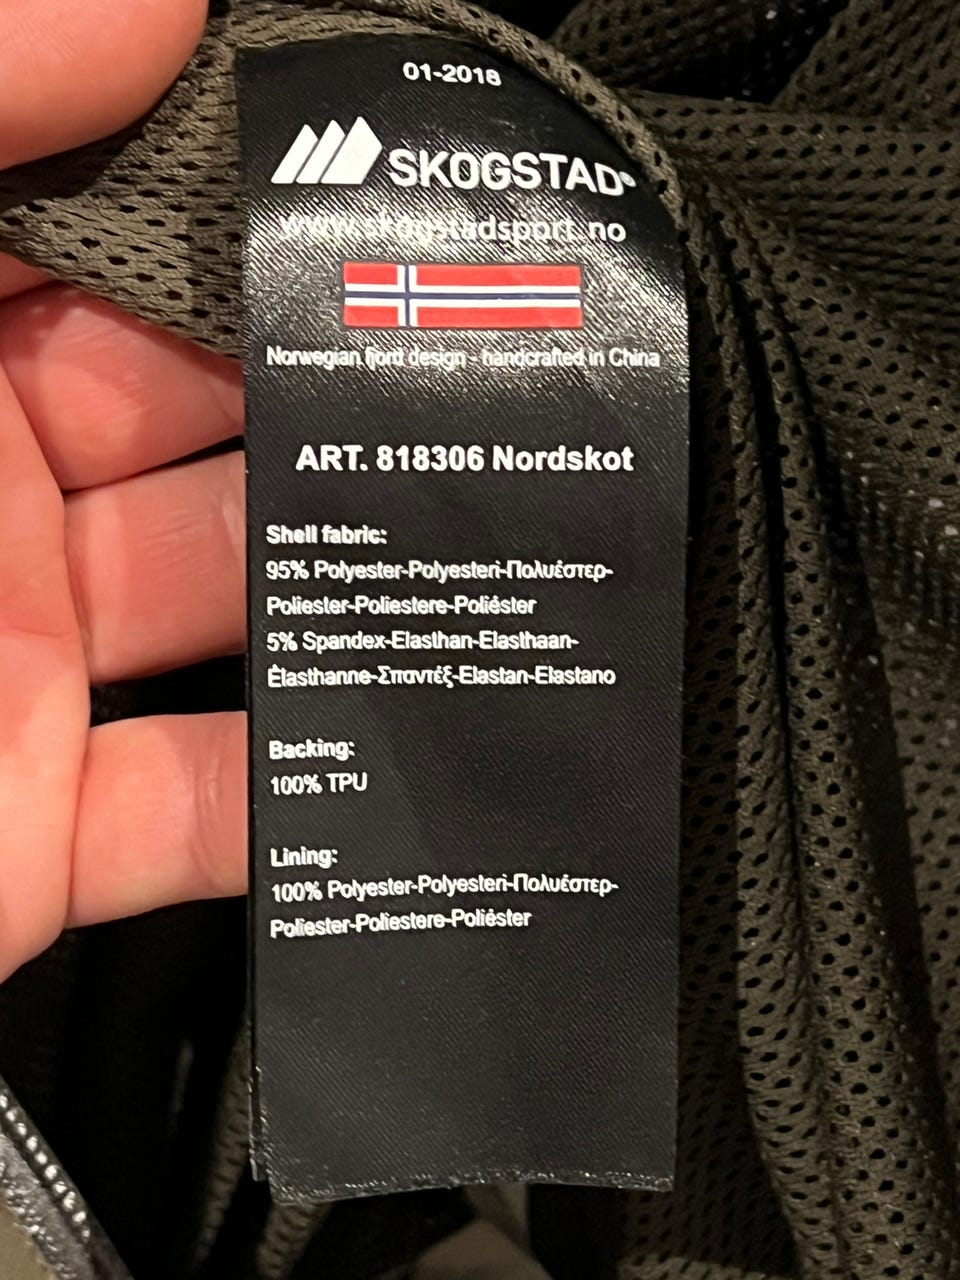 01-2018
SKOGSTAD®
www.skogstadsport.no
Norwegian fjord design - handcrafted in China
ART. 818306 Nordskot
Shell fabric:
95% Polyester-Polyesteri-Πολυέστερ-
Poliester-Poliestere-Poliéster
5% Spandex-Elasthan-Elasthaan-
Élasthanne-Σπαντέξ-Elastan-Elastano
Backing:
100% TPU
Lining:
100% Polyester-Polyesteri-Πολυέστερ-
Poliester-Poliestere-Poliéster